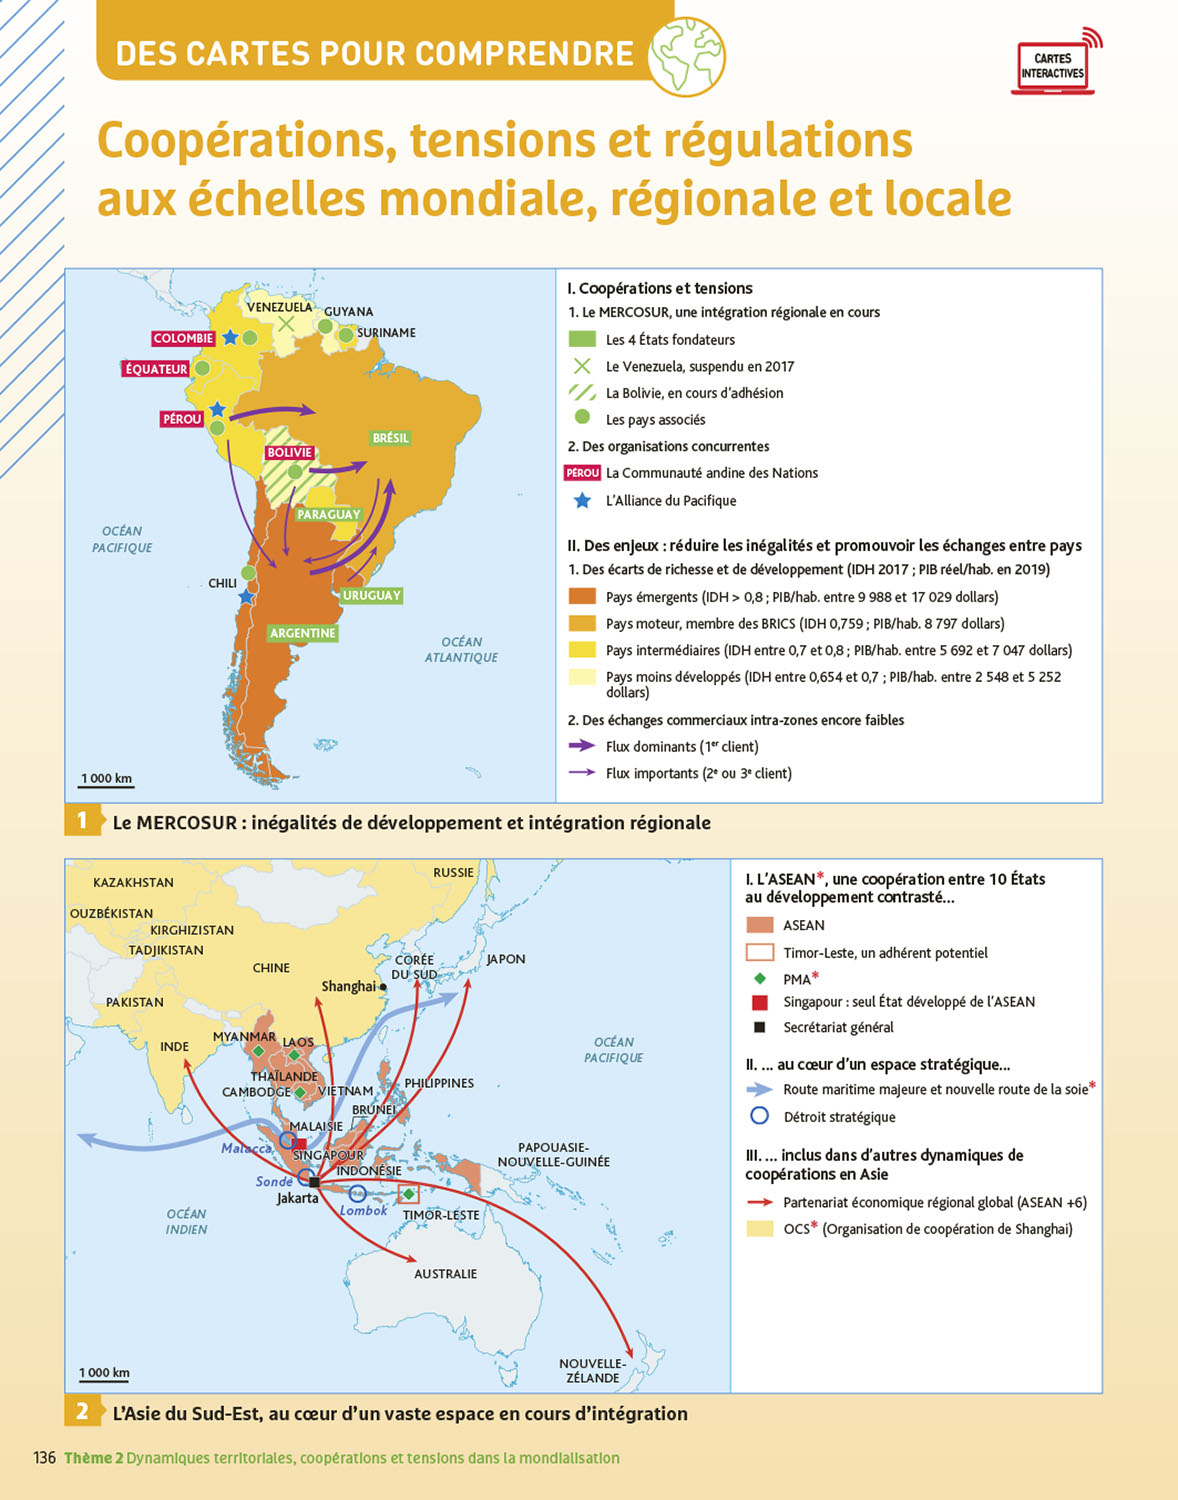 DES CARTES POUR COMPRENDRE
CARTES
INTERACTIVES
Coopérations, tensions et régulations
aux échelles mondiale, régionale et locale
VENEZUELA
GUYANA
SURINAME
COLOMBIE
ÉQUATEUR
PÉROU
BRÉSIL
BOLIVIE
PARAGUAY
OCÉAN
PACIFIQUE
CHILI
URUGUAY
ARGENTINE
OCÉAN
ATLANTIQUE
1 000 km
I. Coopérations et tensions
1. Le MERCOSUR, une intégration régionale en cours
Les 4 États fondateurs
Le Venezuela, suspendu en 2017
La Bolivie, en cours d'adhésion
Les pays associés
2. Des organisations concurrentes
PÉROU La Communauté andine des Nations
L'Alliance du Pacifique
II. Des enjeux : réduire les inégalités et promouvoir les échanges entre pays
1. Des écarts de richesse et de développement (IDH 2017 ; PIB réel/hab. en 2019)
Pays émergents (IDH > 0,8 ; PIB/hab. entre 9 988 et 17 029 dollars)
Pays moteur, membre des BRICS (IDH 0,759 ; PIB/hab. 8 797 dollars)
Pays intermédiaires (IDH entre 0,7 et 0,8 ; PIB/hab. entre 5 692 et 7 047 dollars)
Pays moins développés (IDH entre 0,654 et 0,7 ; PIB/hab. entre 2 548 et 5 252
dollars)
2. Des échanges commerciaux intra-zones encore faibles
Flux dominants (1er client)
Flux importants (2e ou 3e client)
1 Le MERCOSUR : inégalités de développement et intégration régionale
RUSSIE
KAZAKHSTAN
OUZBÉKISTAN
KIRGHIZISTAN
TADJIKISTAN
CHINE
CORÉE
DU SUD
JAPON
Shanghai
PAKISTAN
INDE
MYANMAR
LAOS
OCÉAN
PACIFIQUE
THAÏLANDE
CAMBODGE
VIETNAM
PHILIPPINES
BRUNEI
MALAISIE
Malacca
SINGAPOUR
PAPOUASIE-
NOUVELLE-GUINÉE
INDONÉSIE
Sonde
Jakarta
Lombok
TIMOR-LESTE
OCÉAN
INDIEN
AUSTRALIE
NOUVELLE-
ZÉLANDE
1 000 km
I. L'ASEAN*, une coopération entre 10 États
au développement contrasté...
ASEAN
Timor-Leste, un adhérent potentiel
PMA*
Singapour : seul État développé de l'ASEAN
Secrétariat général
II. ... au cœur d'un espace stratégique...
Route maritime majeure et nouvelle route de la soie*
Détroit stratégique
III. ... inclus dans d'autres dynamiques de
coopérations en Asie
Partenariat économique régional global (ASEAN +6)
OCS* (Organisation de coopération de Shanghai)
2 L'Asie du Sud-Est, au cœur d'un vaste espace en cours d'intégration
136 Thème 2 Dynamiques territoriales, coopérations et tensions dans la mondialisation